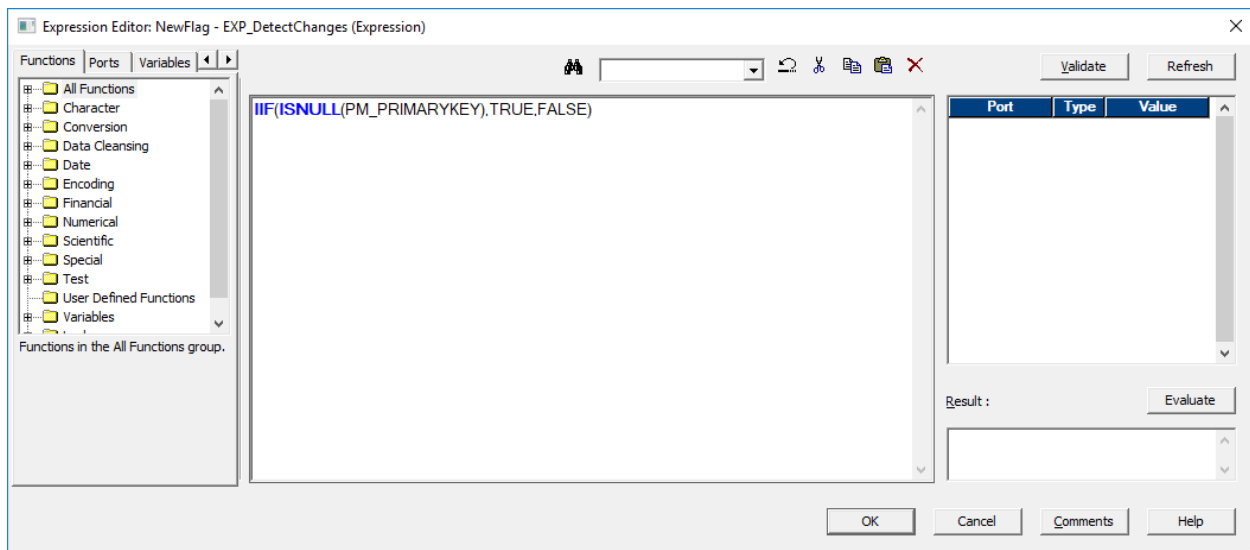 Expression Editor: NewFlag - EXP_DetectChanges (Expression)
Functions Ports Variables
Validate Refresh
All Functions
Character
Conversion
Data Cleansing
Date
Encoding
Financial
Numerical
Scientific
Special
Test
User Defined Functions
Variables
Functions in the All Functions group.
IIF(ISNULL(PM_PRIMARYKEY),TRUE,FALSE)
Port Type Value
Result :
Evaluate
OK Cancel Comments Help